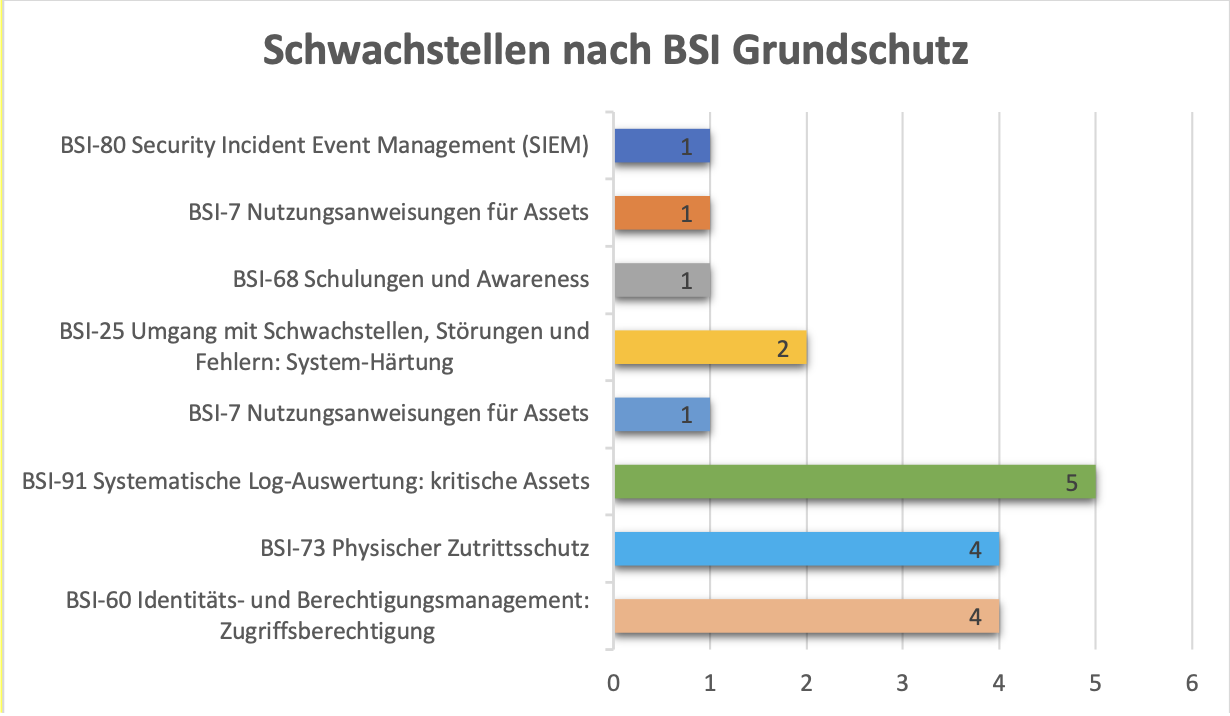 Schwachstellen nach BSI Grundschutz
BSI-80 Security Incident Event Management (SIEM)
1
BSI-7 Nutzungsanweisungen für Assets
1
BSI-68 Schulungen und Awareness
1
BSI-25 Umgang mit Schwachstellen, Störungen und
Fehlern: System-Härtung
2
BSI-7 Nutzungsanweisungen für Assets
1
BSI-91 Systematische Log-Auswertung: kritische Assets
5
BSI-73 Physischer Zutrittsschutz
4
BSI-60 Identitäts- und Berechtigungsmanagement:
Zugriffsberechtigung
4
0 1 2 3 4 5 6